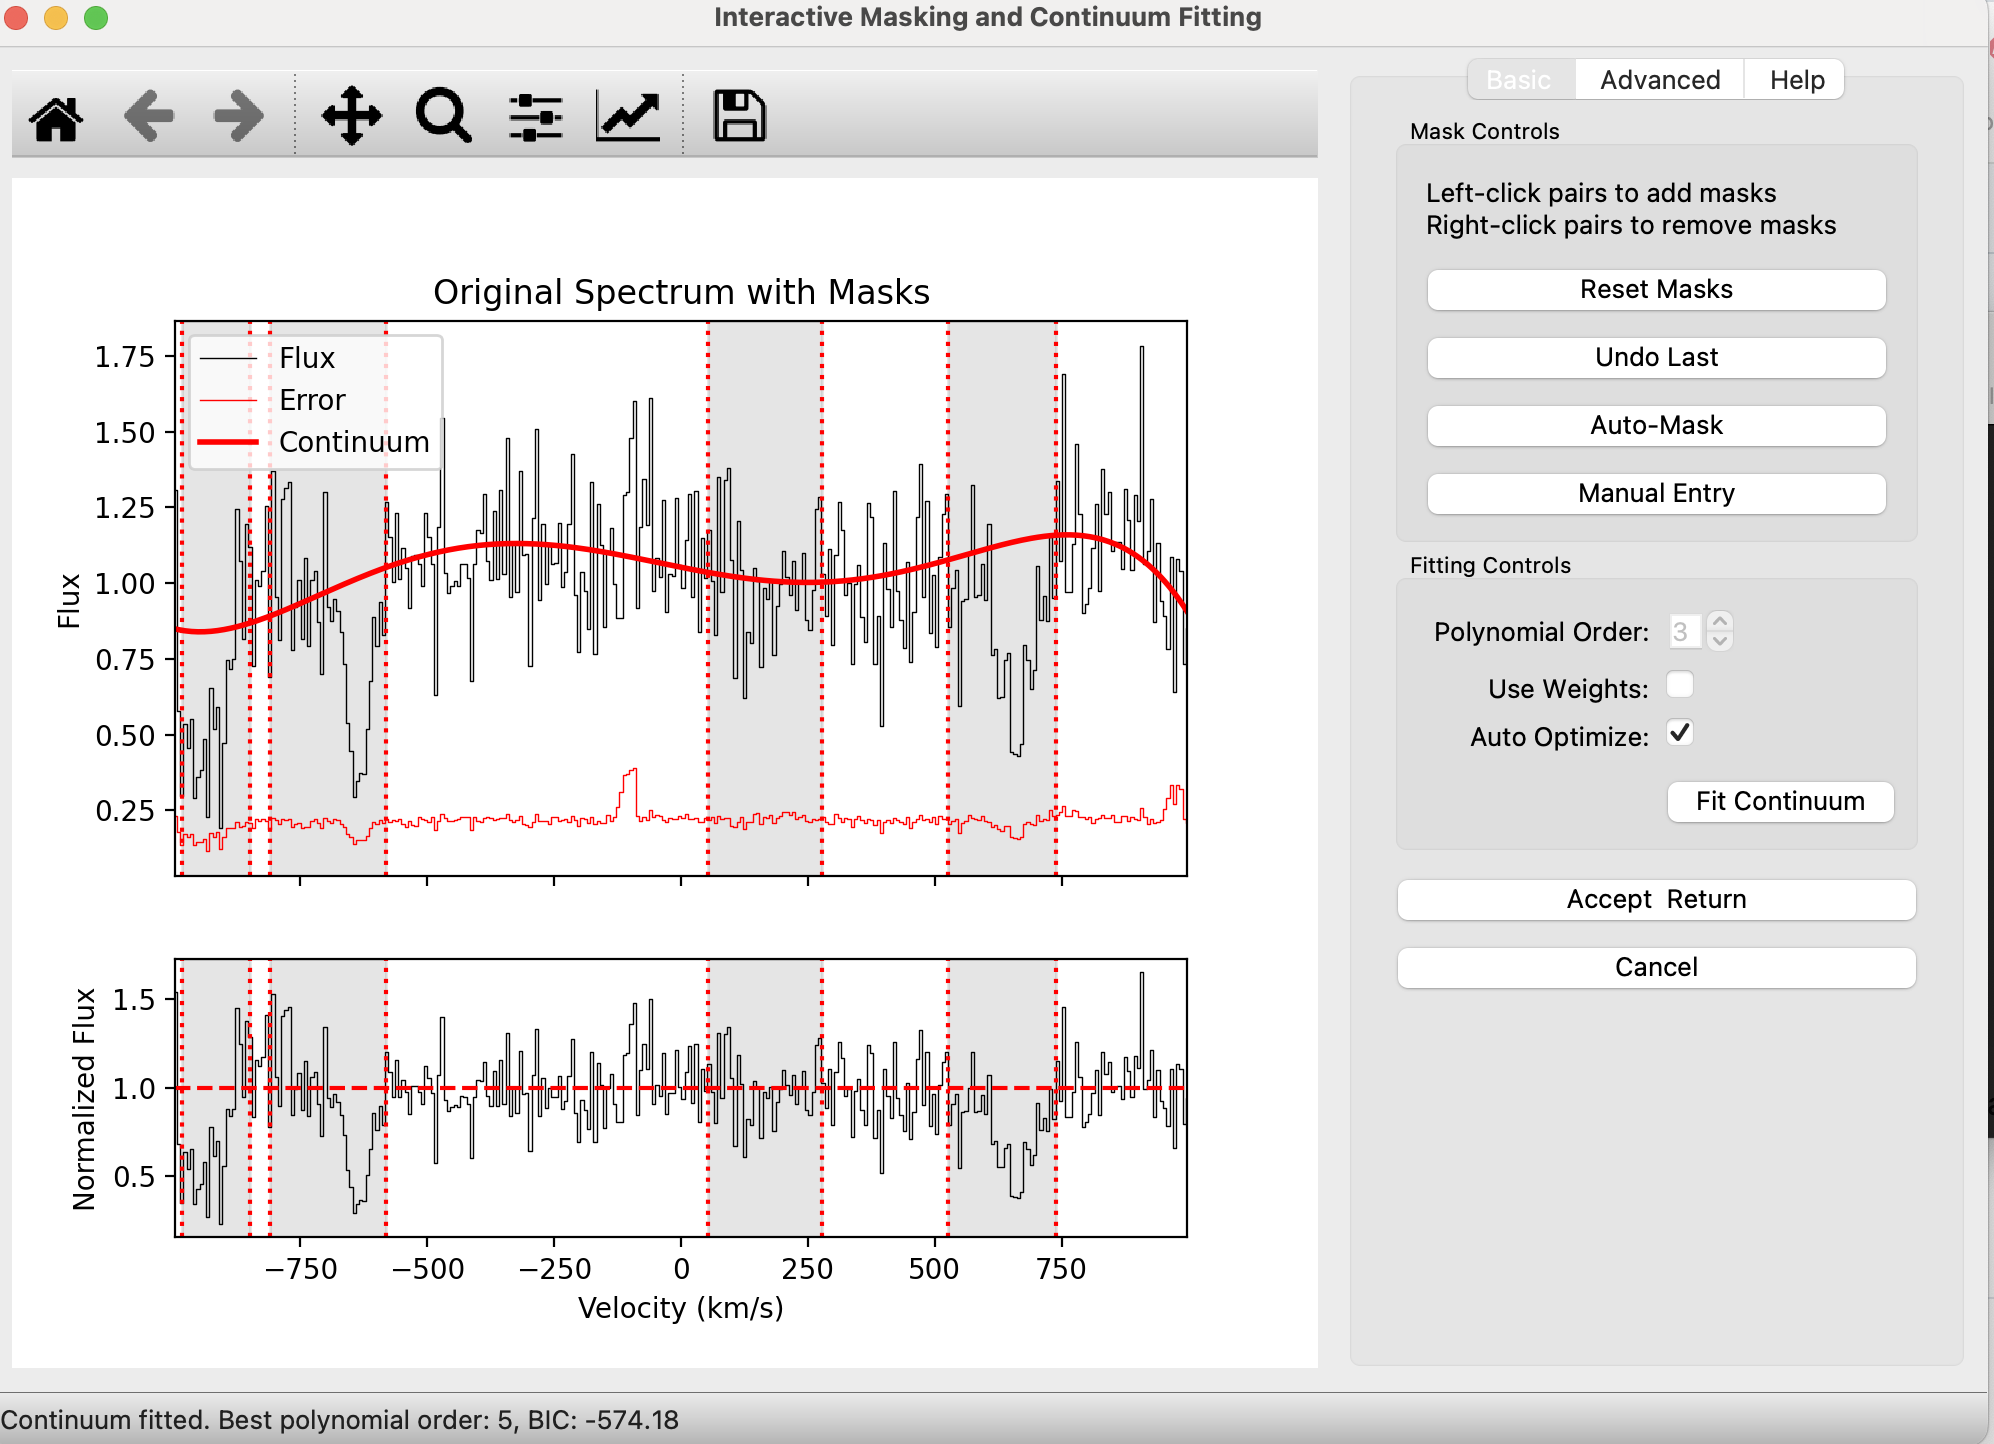 Interactive Masking and Continuum Fitting
Basic
Advanced
Help
Mask Controls
Left-click pairs to add masks
Right-click pairs to remove masks
Reset Masks
Undo Last
Auto-Mask
Manual Entry
Fitting Controls
Polynomial Order: 3
Use Weights:
Auto Optimize:
Fit Continuum
Accept  Return
Cancel
Original Spectrum with Masks
Flux
Error
Continuum
1.75
1.50
1.25
1.00
0.75
0.50
0.25
Flux
1.5
1.0
0.5
Normalized Flux
−750 −500 −250 0 250 500 750
Velocity (km/s)
Continuum fitted. Best polynomial order: 5, BIC: -574.18